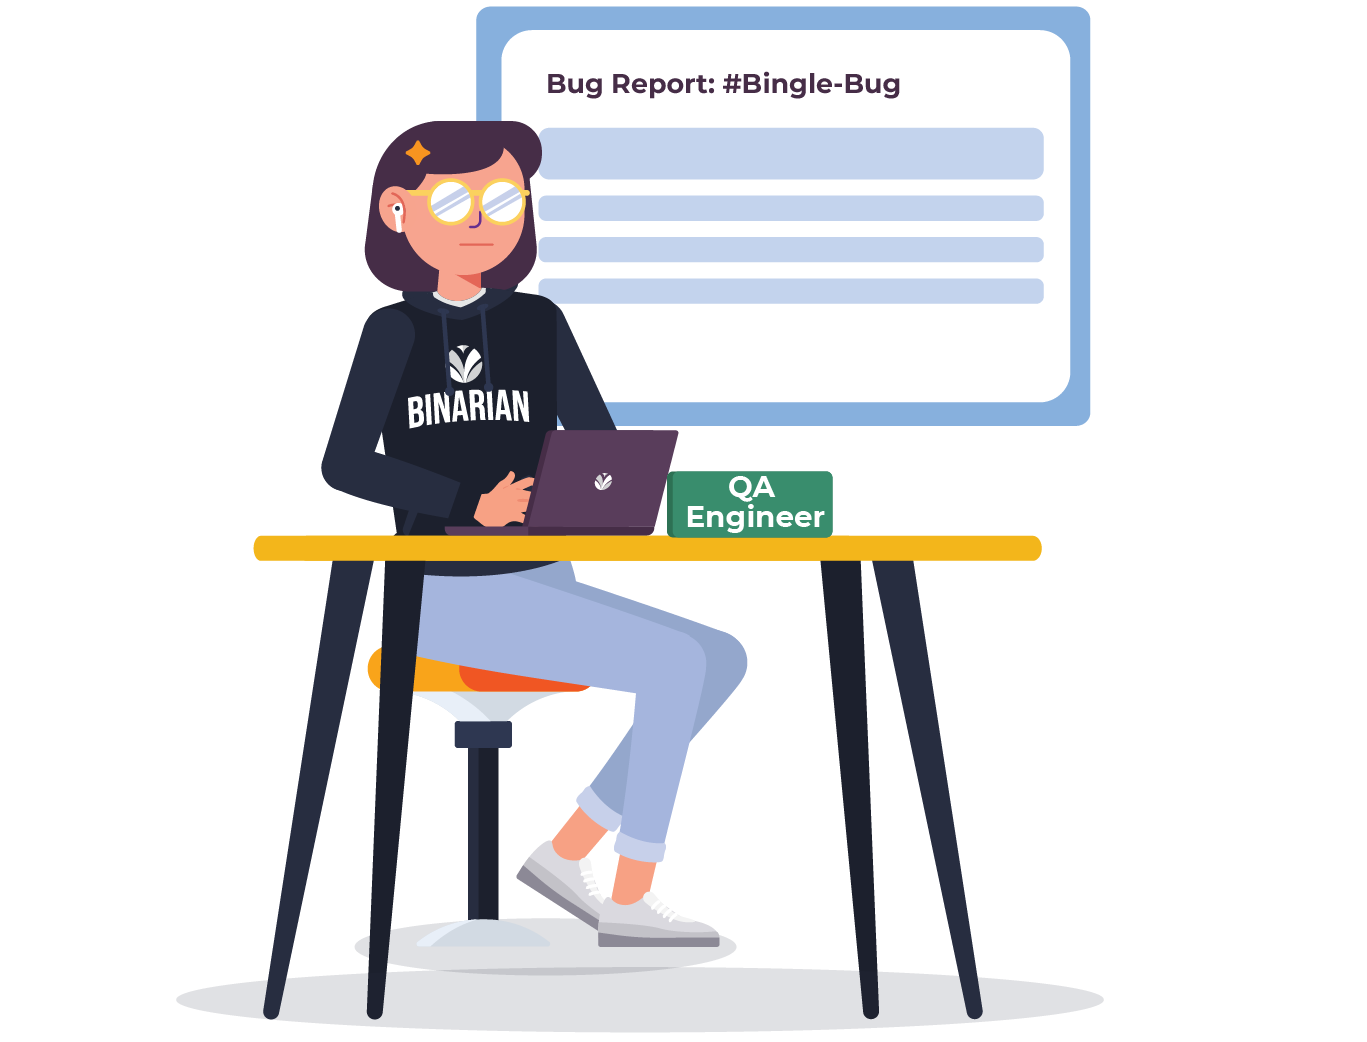 Bug Report: #Bingle-Bug
BINARIAN
QA
Engineer